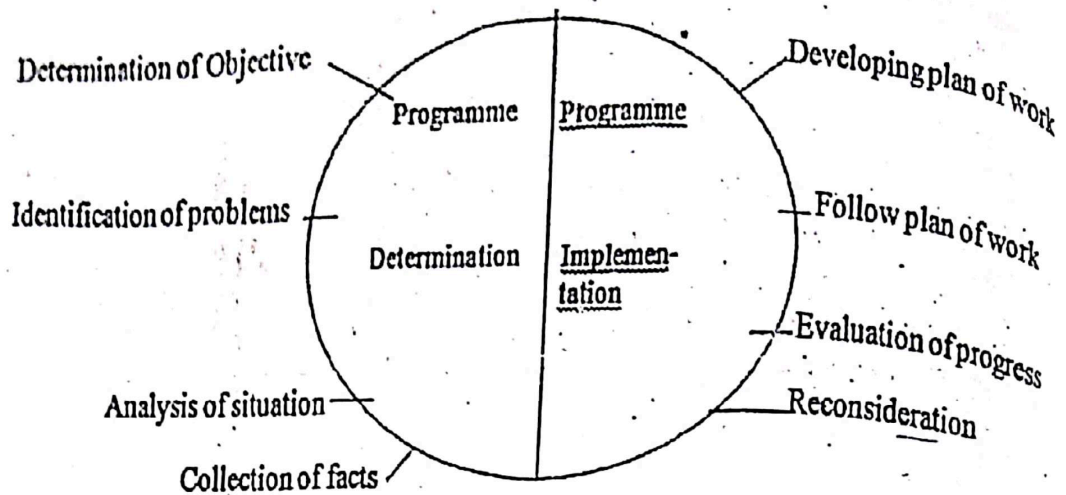 Determination of Objective
Programme
Programme
Developing plan of work
Identification of problems
Follow plan of work
Determination
Implemen-
tation
Evaluation of progress
Analysis of situation
Reconsideration
Collection of facts